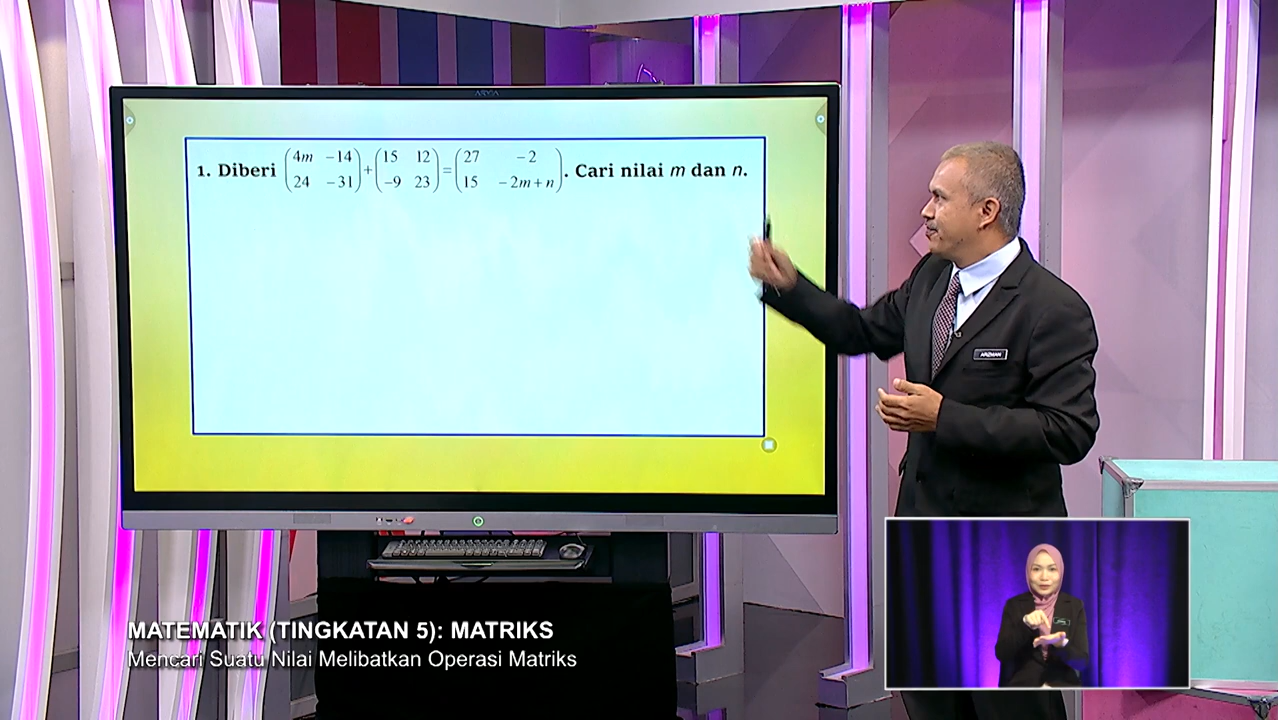 1. Diberi (4m -14) + (15 12) = (27 -2) . Cari nilai m dan n.
(24 -31) (-9 23) (15 -2m + n)
ARIZMAN
MATEMATIK (TINGKATAN 5): MATRIKS
Mencari Suatu Nilai Melibatkan Operasi Matriks